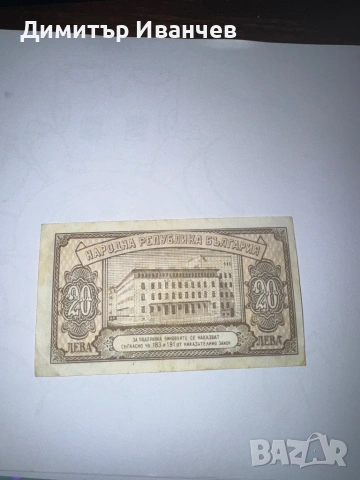 Димитър Иванчев
НАРОДНА РЕПУБЛИКА БЪЛГАРИЯ
20 20
ЗА ПОДПРАВКА ВИНОВНИТЕ СЕ НАКАЗВАТ
СЪГЛАСНО ЧЛ. 183 и 191 ОТ НАКАЗАТЕЛНИЯ ЗАКОН
ЛЕВА ЛЕВА
BAZAR